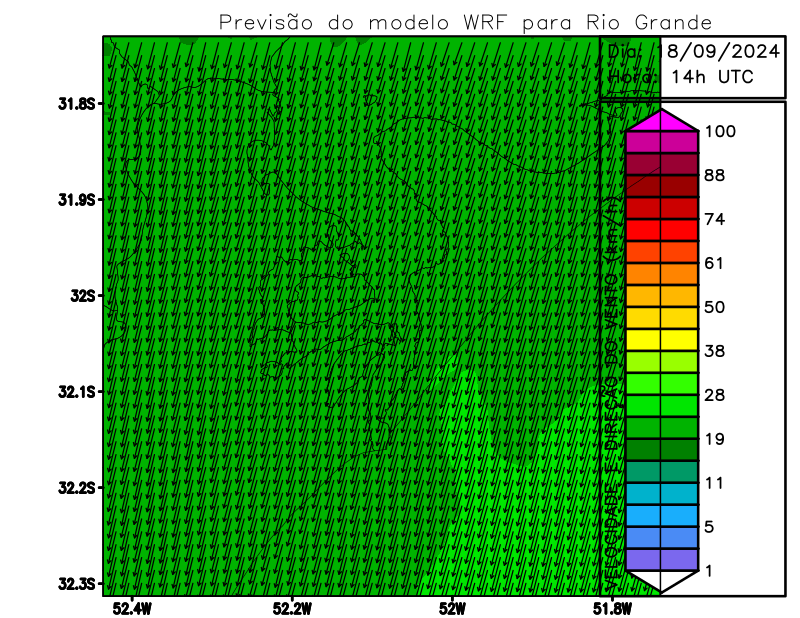 Previsão do modelo WRF para Rio Grande
Dia: 18/09/2024
Hora: 14h UTC
31.8S
31.9S
32S
32.1S
32.2S
32.3S
52.4W
52.2W
52W
51.8W
VELOCIDADE E DIREÇÃO DO VENTO (km/h)
100
88
74
61
50
38
28
19
11
5
1